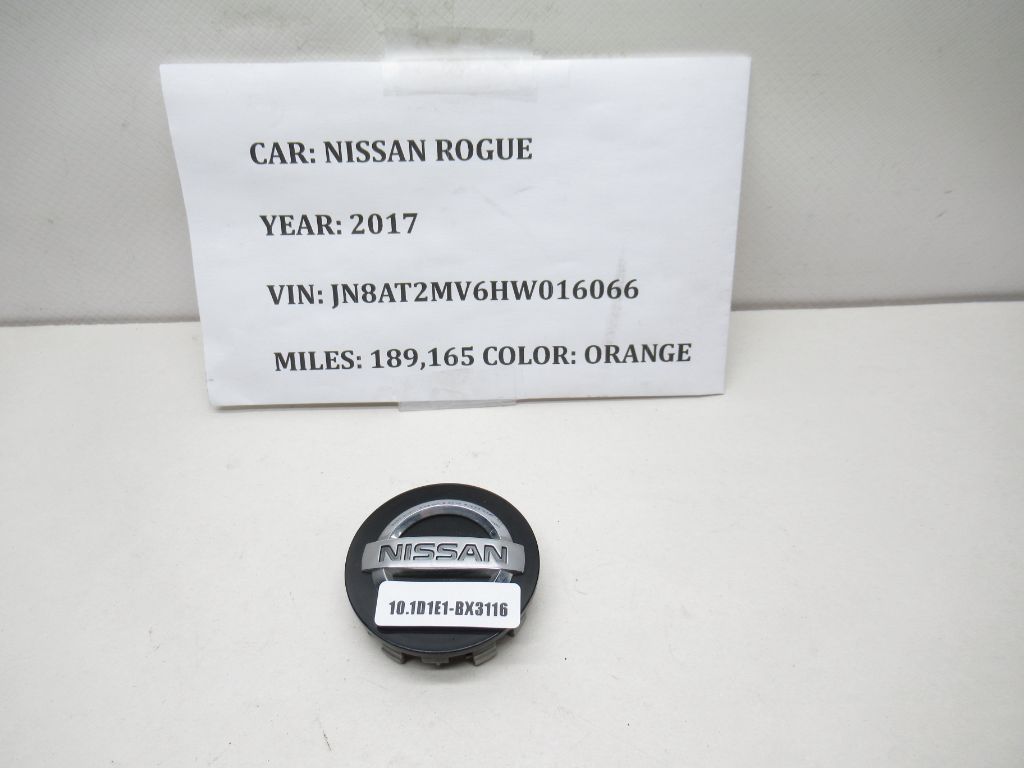 CAR: NISSAN ROGUE
YEAR: 2017
VIN: JN8AT2MV6HW016066
MILES: 189,165 COLOR: ORANGE
NISSAN
10.1D1E1-BX3116